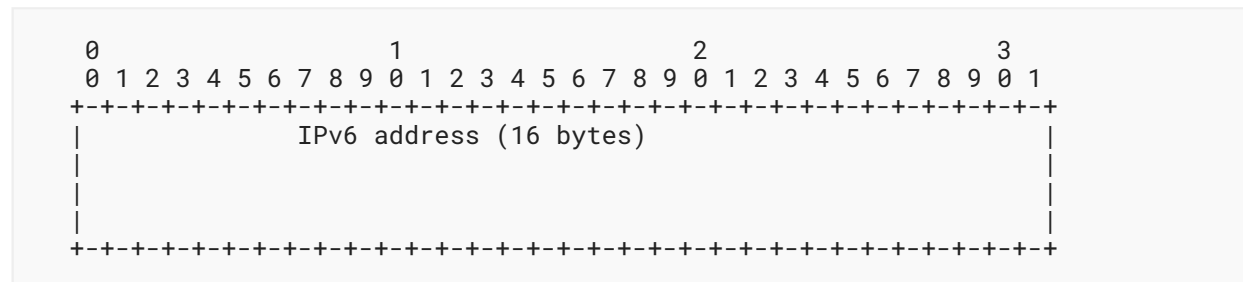 0                   1                   2                   3
 0 1 2 3 4 5 6 7 8 9 0 1 2 3 4 5 6 7 8 9 0 1 2 3 4 5 6 7 8 9 0 1
+-+-+-+-+-+-+-+-+-+-+-+-+-+-+-+-+-+-+-+-+-+-+-+-+-+-+-+-+-+-+-+-+
|              IPv6 address (16 bytes)                          |
|                                                               |
|                                                               |
|                                                               |
+-+-+-+-+-+-+-+-+-+-+-+-+-+-+-+-+-+-+-+-+-+-+-+-+-+-+-+-+-+-+-+-+